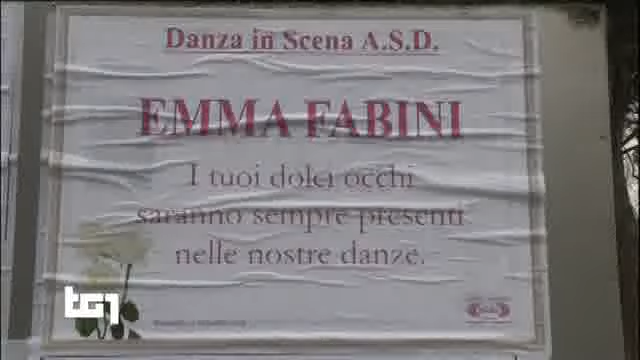 Danza in Scena A.S.D.
EMMA FABINI
I tuoi dolci occhi
saranno sempre presenti
nelle nostre danze.
tg1